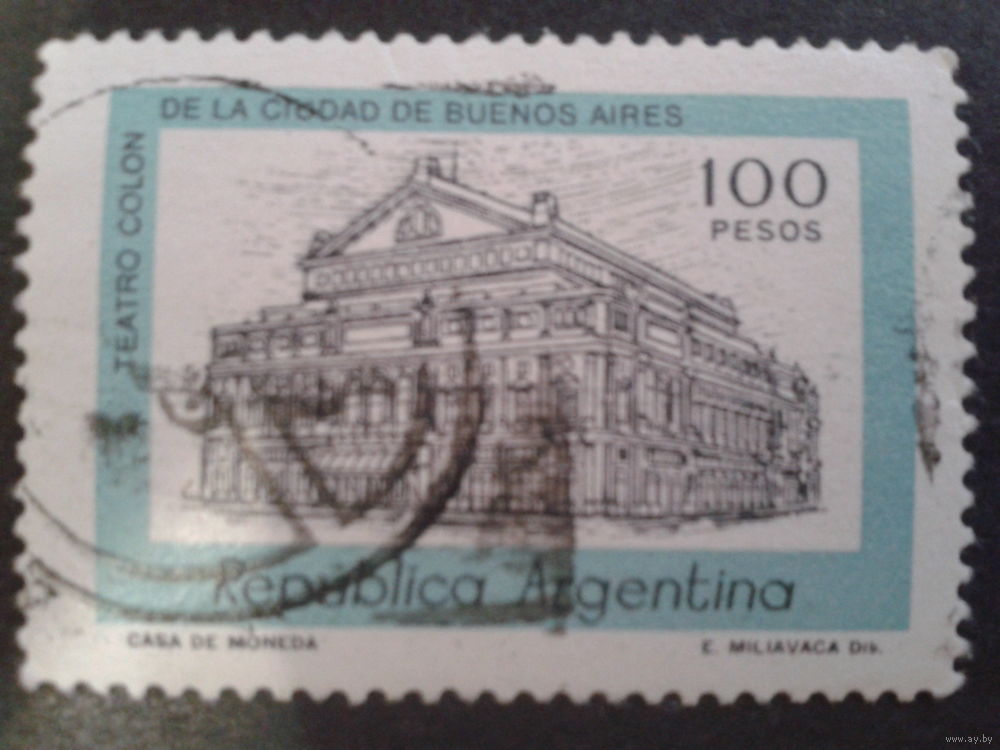 TEATRO COLON
DE LA CIUDAD DE BUENOS AIRES
100
PESOS
República Argentina
CASA DE MONEDA
E. MILIAVACA Dib.
www.ay.by